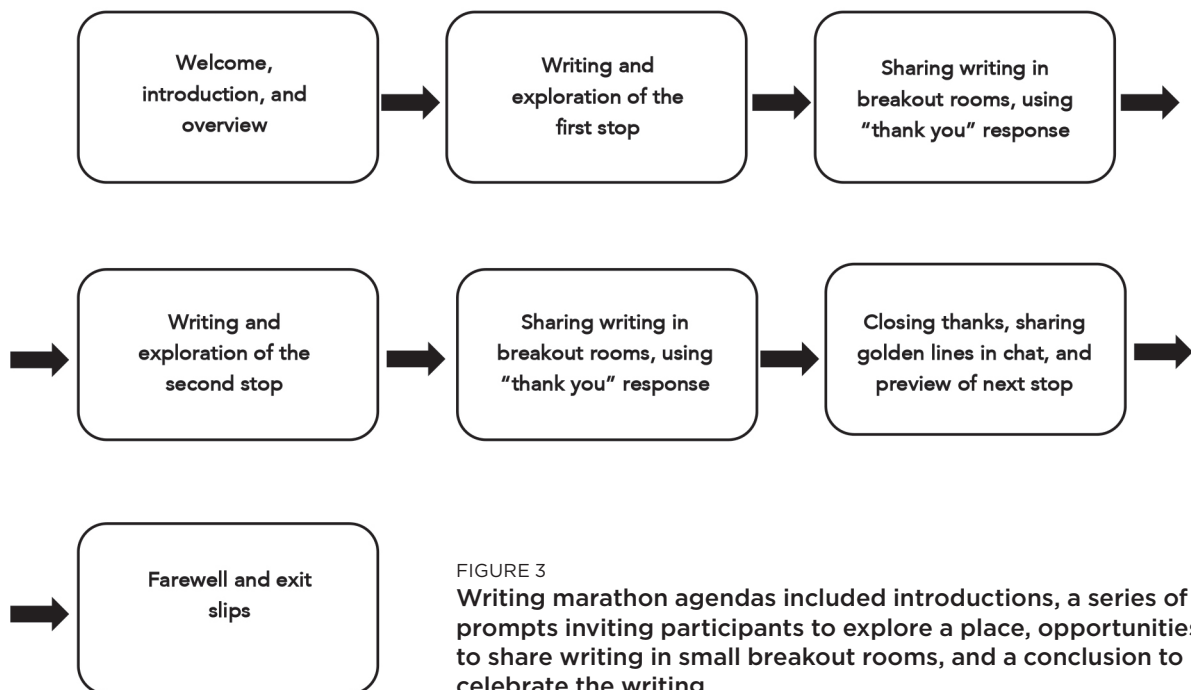 Welcome,
introduction, and
overview
Writing and
exploration of the
first stop
Sharing writing in
breakout rooms, using
“thank you” response
Writing and
exploration of the
second stop
Sharing writing in
breakout rooms, using
“thank you” response
Closing thanks, sharing
golden lines in chat, and
preview of next stop
Farewell and exit
slips
FIGURE 3
Writing marathon agendas included introductions, a series of
prompts inviting participants to explore a place, opportunities
to share writing in small breakout rooms, and a conclusion to
celebrate the writing.